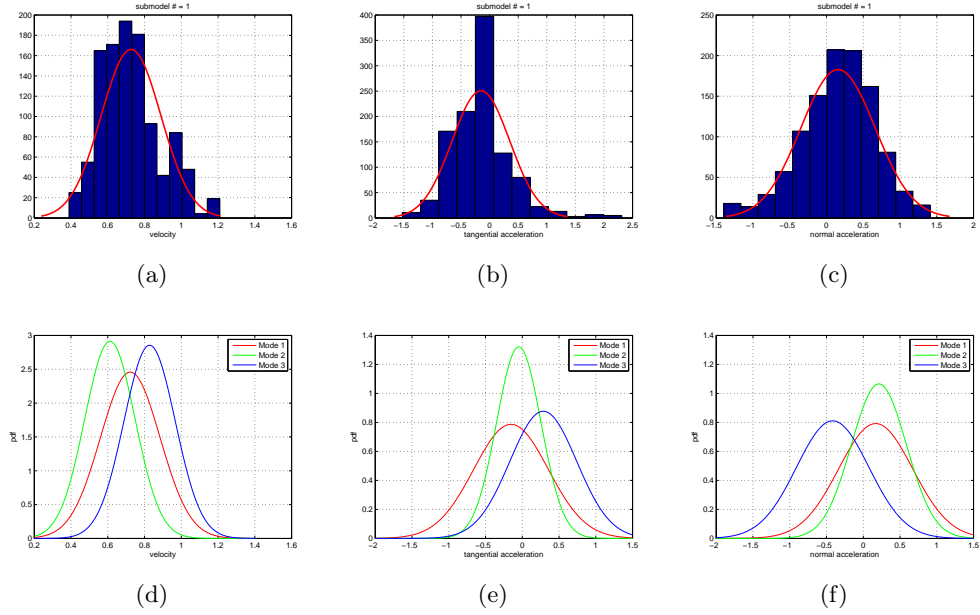 submodel # = 1
200
180
160
140
120
100
80
60
40
20
0
0.2 0.4 0.6 0.8 1 1.2 1.4 1.6
velocity
(a)
submodel # = 1
400
350
300
250
200
150
100
50
0
−2 −1.5 −1 −0.5 0 0.5 1 1.5 2 2.5
tangential acceleration
(b)
submodel # = 1
250
200
150
100
50
0
−1.5 −1 −0.5 0 0.5 1 1.5 2
normal acceleration
(c)
3
2.5
2
1.5
1
0.5
0
pdf
Mode 1
Mode 2
Mode 3
0.2 0.4 0.6 0.8 1 1.2 1.4 1.6
velocity
(d)
1.4
1.2
1
0.8
0.6
0.4
0.2
0
pdf
Mode 1
Mode 2
Mode 3
−2 −1.5 −1 −0.5 0 0.5 1 1.5
tangential acceleration
(e)
1.4
1.2
1
0.8
0.6
0.4
0.2
0
pdf
Mode 1
Mode 2
Mode 3
−2 −1.5 −1 −0.5 0 0.5 1 1.5
normal acceleration
(f)